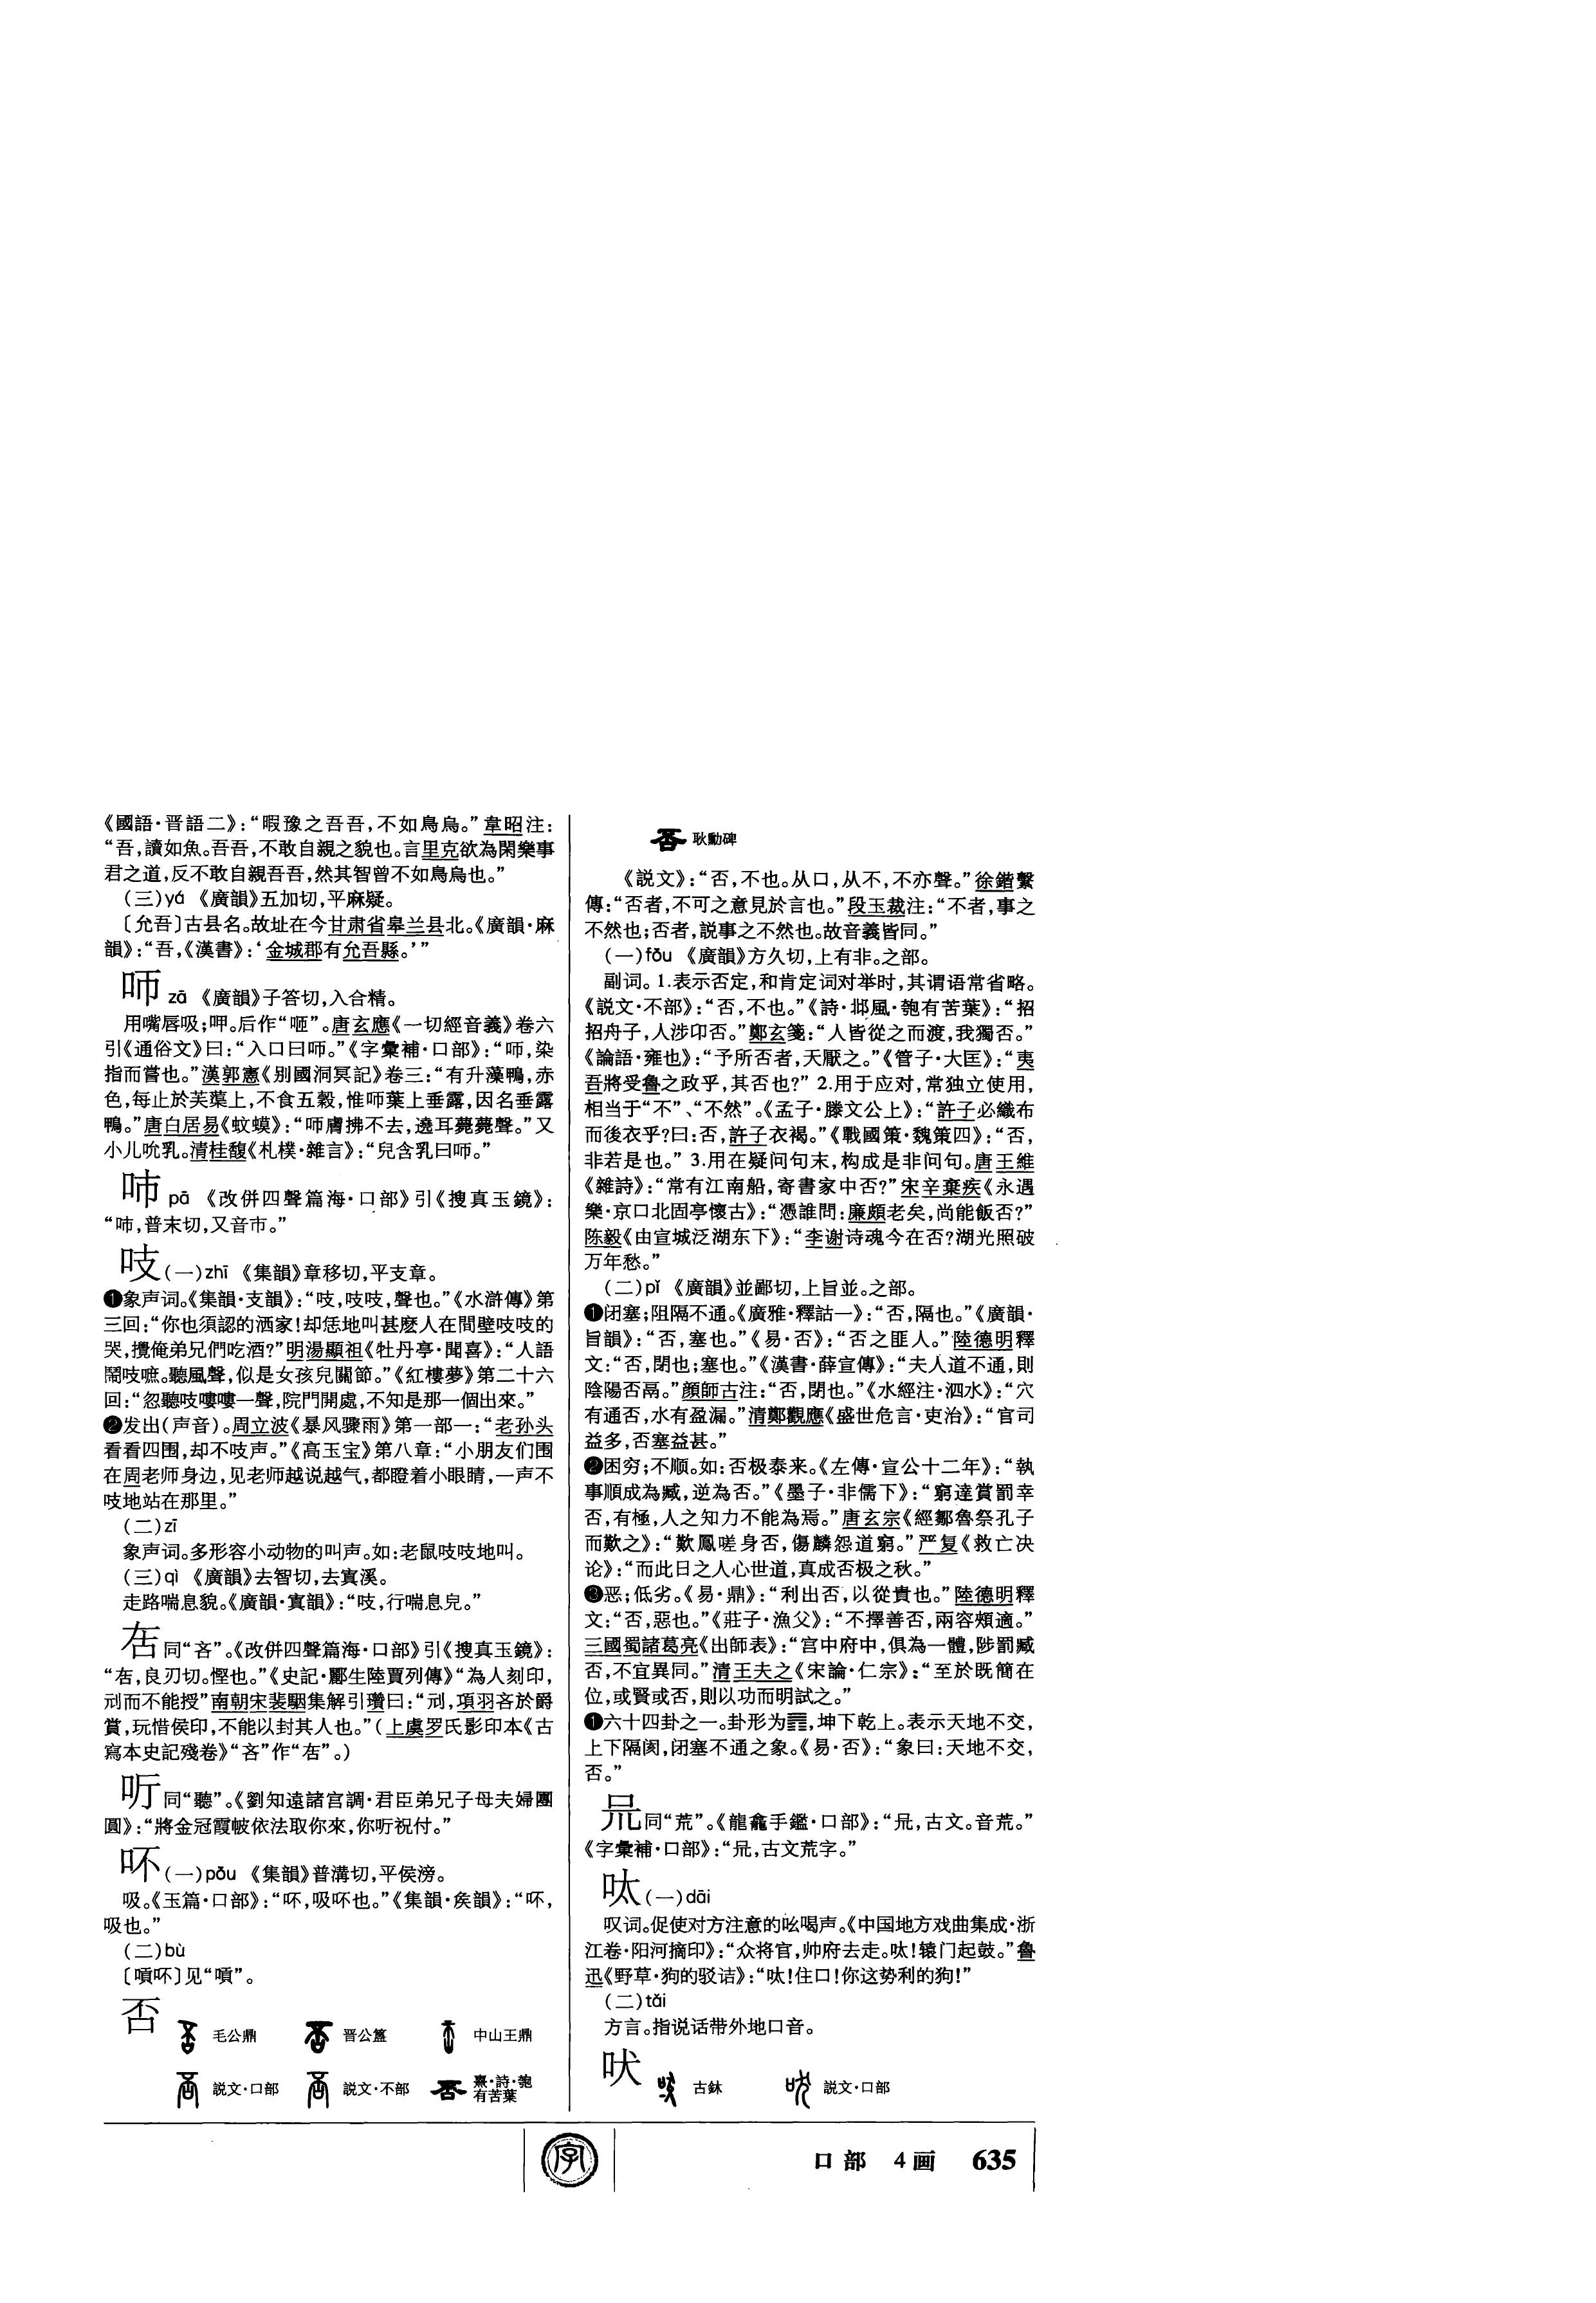 《國語·晋語二》：“暇豫之吾吾，不如鳥烏。”韋昭注：
“吾，讀如魚。吾吾，不敢自親之貌也。言里克欲為閑樂事
君之道，反不敢自親吾吾，然其智曾不如鳥烏也。”
（三）yá 《廣韻》五加切，平麻疑。
〔允吾〕古县名。故址在今甘肃省皋兰县北。《廣韻·麻
韻》：“吾，《漢書》：‘金城郡有允吾縣。’”
㕹 zā 《廣韻》子答切，入合精。
用嘴唇吸；呷。后作“咂”。唐玄應《一切經音義》卷六
引《通俗文》曰：“入口曰㕹。”《字彙補·口部》：“㕹，染
指而嘗也。”漢郭憲《别國洞冥記》卷三：“有升藻鴨，赤
色，每止於芙蕖上，不食五穀，惟㕹葉上垂露，因名垂露
鴨。”唐白居易《蚊蟆》：“㕹膚拂不去，遶耳薨薨聲。”又
小儿吮乳。清桂馥《札樸·雜言》：“兒含乳曰㕹。”
㕷 pā 《改併四聲篇海·口部》引《搜真玉鏡》：
“㕷，普末切，又音巿。”
吱（一）zhī 《集韻》章移切，平支章。
❶象声词。《集韻·支韻》：“吱，吱吱，聲也。”《水滸傳》第
三回：“你也須認的洒家！却恁地叫甚麽人在間壁吱吱的
哭，攪俺弟兄們吃酒？”明湯顯祖《牡丹亭·聞喜》：“人語
鬧吱嗻。聽風聲，似是女孩兒關節。”《紅樓夢》第二十六
回：“忽聽吱嘍嘍一聲，院門開處，不知是那一個出來。”
❷发出（声音）。周立波《暴风骤雨》第一部一：“老孙头
看看四围，却不吱声。”《高玉宝》第八章：“小朋友们围
在周老师身边，见老师越说越气，都瞪着小眼睛，一声不
吱地站在那里。”
（二）zī
象声词。多形容小动物的叫声。如：老鼠吱吱地叫。
（三）qì 《廣韻》去智切，去寘溪。
走路喘息貌。《廣韻·寘韻》：“吱，行喘息皃。”
同“吝”。《改併四聲篇海·口部》引《搜真玉鏡》：
“，良刃切。慳也。”《史記·酈生陸賈列傳》“為人刻印，
刓而不能授”南朝宋裴駰集解引瓚曰：“刓，項羽吝於爵
賞，玩惜侯印，不能以封其人也。”（上虞罗氏影印本《古
寫本史記殘卷》“吝”作“”。）
听 同“聽”。《劉知遠諸宫調·君臣弟兄子母夫婦團
圓》：“將金冠霞帔依法取你來，你听祝付。”
吥（一）pǒu 《集韻》普溝切，平侯滂。
吸。《玉篇·口部》：“吥，吸吥也。”《集韻·矦韻》：“吥，
吸也。”
（二）bù
〔嗊吥〕见“嗊”。
否 毛公鼎 晋公簋 中山王鼎
説文·口部 説文·不部 熹·詩·匏有苦葉
耿勳碑
《説文》：“否，不也。从口，从不，不亦聲。”徐鍇繫
傳：“否者，不可之意見於言也。”段玉裁注：“不者，事之
不然也；否者，説事之不然也。故音義皆同。”
（一）fǒu 《廣韻》方久切，上有非。之部。
副词。1.表示否定，和肯定词对举时，其谓语常省略。
《説文·不部》：“否，不也。”《詩·邶風·匏有苦葉》：“招
招舟子，人涉卬否。”鄭玄箋：“人皆從之而渡，我獨否。”
《論語·雍也》：“予所否者，天厭之。”《管子·大匡》：“夷
吾將受魯之政乎，其否也？” 2.用于应对，常独立使用，
相当于“不”、“不然”。《孟子·滕文公上》：“許子必織布
而後衣乎？曰：否，許子衣褐。”《戰國策·魏策四》：“否，
非若是也。” 3.用在疑问句末，构成是非问句。唐王維
《雜詩》：“常有江南船，寄書家中否？”宋辛棄疾《永遇
樂·京口北固亭懷古》：“憑誰問：廉頗老矣，尚能飯否？”
陈毅《由宣城泛湖东下》：“李谢诗魂今在否？湖光照破
万年愁。”
（二）pǐ 《廣韻》並鄙切，上旨並。之部。
❶闭塞；阻隔不通。《廣雅·釋詁一》：“否，隔也。”《廣韻·
旨韻》：“否，塞也。”《易·否》：“否之匪人。”陸德明釋
文：“否，閉也；塞也。”《漢書·薛宣傳》：“夫人道不通，則
陰陽否鬲。”顔師古注：“否，閉也。”《水經注·泗水》：“穴
有通否，水有盈漏。”清鄭觀應《盛世危言·吏治》：“官司
益多，否塞益甚。”
❷困穷；不顺。如：否极泰来。《左傳·宣公十二年》：“執
事順成為臧，逆為否。”《墨子·非儒下》：“窮達賞罰幸
否，有極，人之知力不能為焉。”唐玄宗《經鄒魯祭孔子
而歎之》：“歎鳳嗟身否，傷麟怨道窮。”严复《救亡决
论》：“而此日之人心世道，真成否极之秋。”
❸恶；低劣。《易·鼎》：“利出否，以從貴也。”陸德明釋
文：“否，惡也。”《莊子·漁父》：“不擇善否，兩容頰適。”
三國蜀諸葛亮《出師表》：“宫中府中，俱為一體，陟罰臧
否，不宜異同。”清王夫之《宋論·仁宗》：“至於既簡在
位，或賢或否，則以功而明試之。”
❶六十四卦之一。卦形为䷋，坤下乾上。表示天地不交，
上下隔阂，闭塞不通之象。《易·否》：“象曰：天地不交，
否。”
同“荒”。《龍龕手鑑·口部》：“，古文。音荒。”
《字彙補·口部》：“，古文荒字。”
呔（一）dāi
叹词。促使对方注意的吆喝声。《中国地方戏曲集成·浙
江卷·阳河摘印》：“众将官，帅府去走。呔！辕门起鼓。”鲁
迅《野草·狗的驳诘》：“呔！住口！你这势利的狗！”
（二）tǎi
方言。指说话带外地口音。
吠 古鉢 説文·口部
字
口部 4画 635